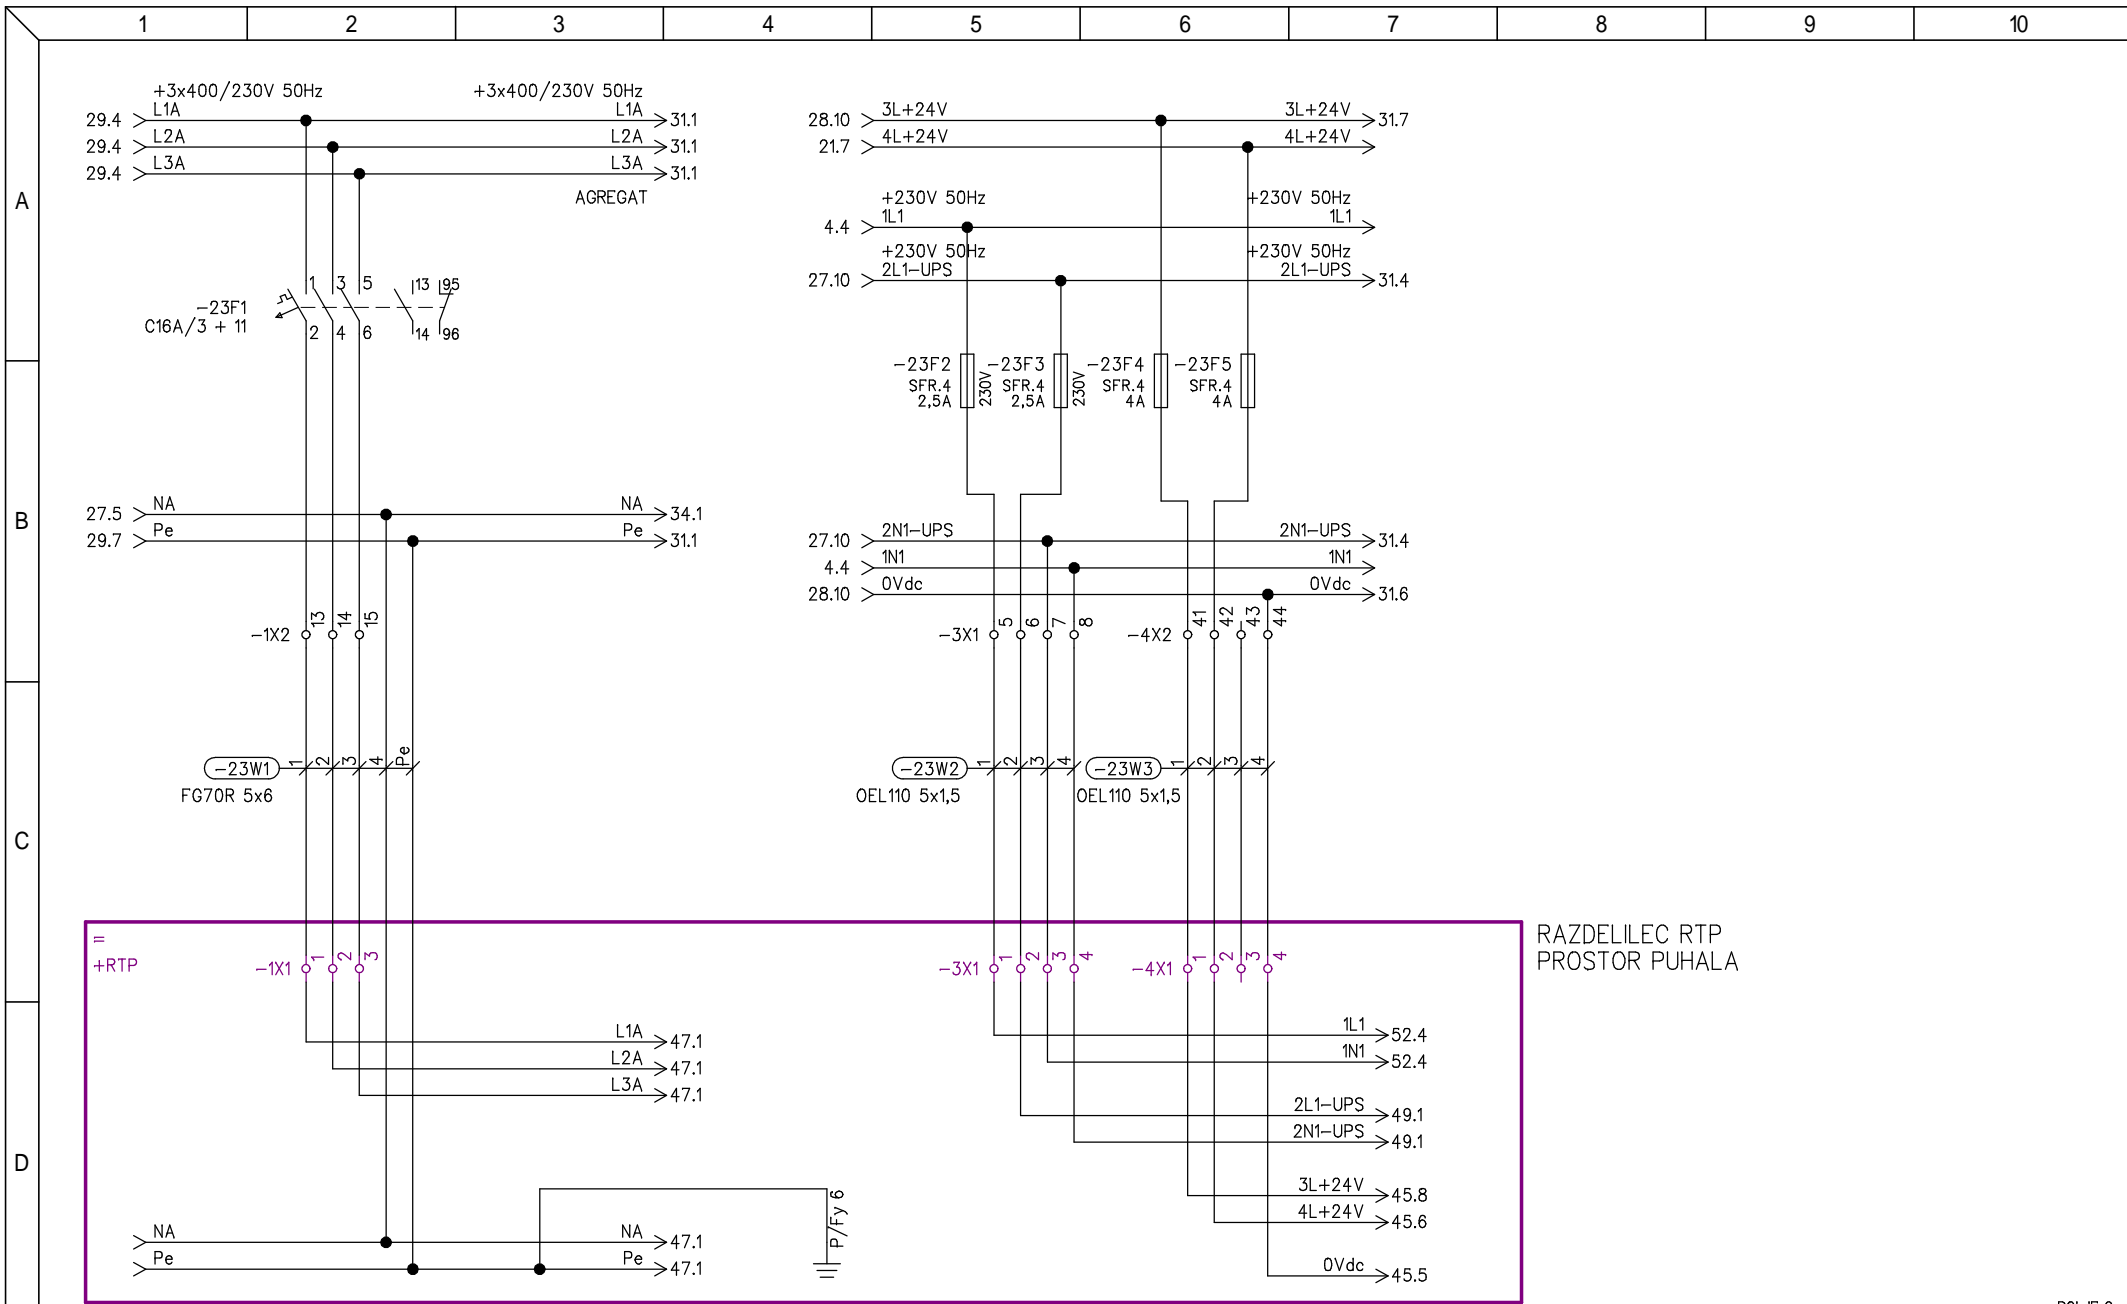 1 2 3 4 5 6 7 8 9 10
A
B
C
D
+3x400/230V 50Hz +3x400/230V 50Hz
29.4 L1A L1A 31.1
29.4 L2A L2A 31.1
29.4 L3A L3A 31.1
AGREGAT
28.10 3L+24V 3L+24V 31.7
21.7 4L+24V 4L+24V
+230V 50Hz +230V 50Hz
4.4 1L1 1L1
+230V 50Hz +230V 50Hz
27.10 2L1-UPS 2L1-UPS 31.4
1 3 5 13 95
-23F1
C16A/3 + 11
2 4 6 14 96
-23F2
SFR.4
2,5A
230V
-23F3
SFR.4
2,5A
230V
-23F4
SFR.4
4A
-23F5
SFR.4
4A
27.5 NA NA 34.1
29.7 Pe Pe 31.1
27.10 2N1-UPS 2N1-UPS 31.4
4.4 1N1 1N1
28.10 0Vdc 0Vdc 31.6
-1X2 13 14 15
-3X1 5 6 7 8
-4X2 41 42 43 44
-23W1 1 2 3 4 Pe
FG70R 5x6
-23W2 1 2 3 4
OEL110 5x1,5
-23W3 1 2 3 4
OEL110 5x1,5
=
+RTP
-1X1 1 2 3
-3X1 1 2 3 4
-4X1 1 2 3 4
RAZDELILEC RTP
PROSTOR PUHALA
L1A 47.1
L2A 47.1
L3A 47.1
1L1 52.4
1N1 52.4
2L1-UPS 49.1
2N1-UPS 49.1
3L+24V 45.8
4L+24V 45.6
0Vdc 45.5
P/Fy 6
NA NA 47.1
Pe Pe 47.1